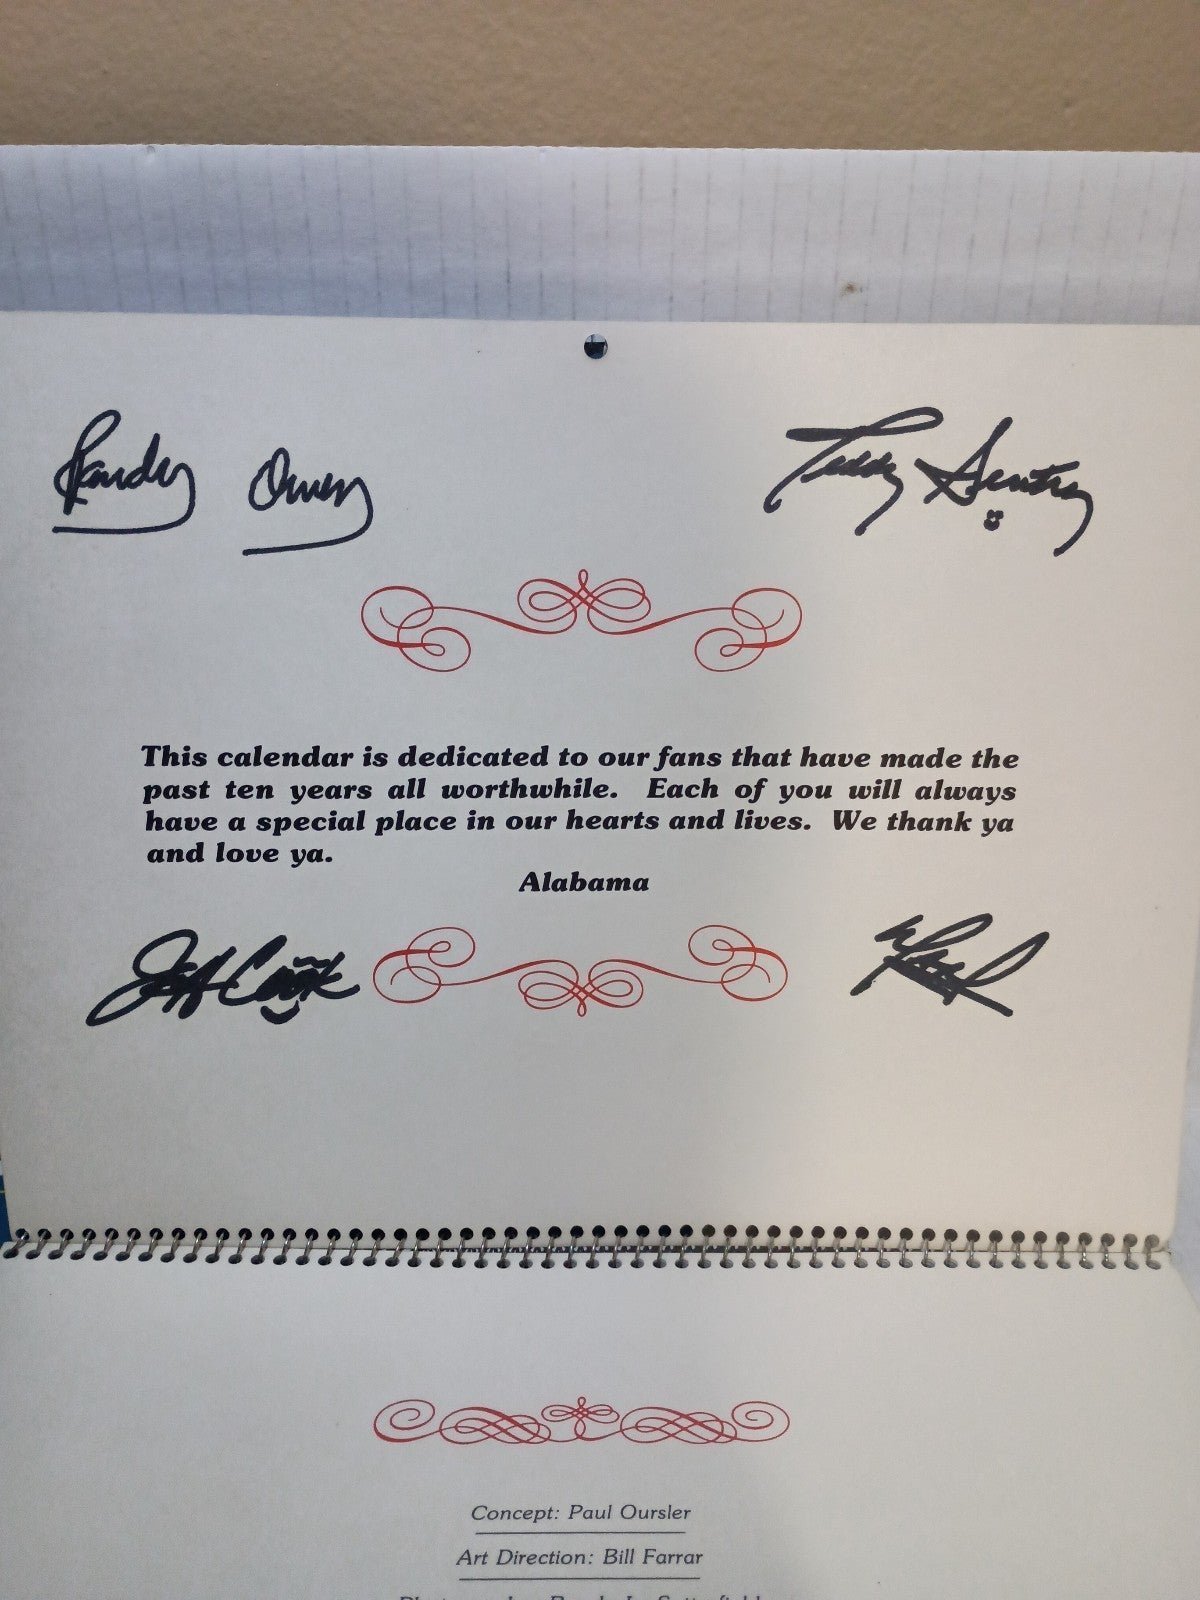 Randy Owen
Teddy Gentry
This calendar is dedicated to our fans that have made the
past ten years all worthwhile. Each of you will always
have a special place in our hearts and lives. We thank ya
and love ya.
Alabama
Jeff Cook
Concept: Paul Oursler
Art Direction: Bill Farrar